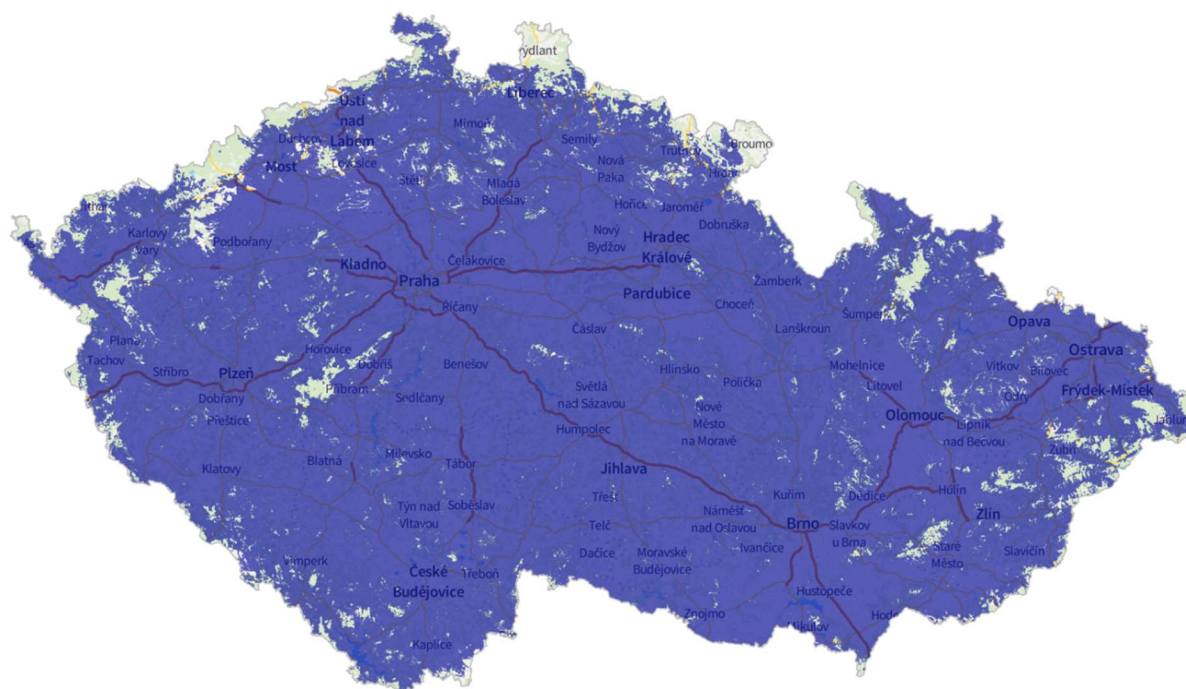 rýdlant
Liberec
Ústí
nad
Labem
Duchcov
Mimoň
Semily
Trutnov
Broumo
Most
Lovosice
Štětí
Nová
Paka
Mladá
Boleslav
Hořice
Jaroměř
Dobruška
Karlovy
Vary
Podbořany
Nový
Bydžov
Hradec
Králové
Kladno
Praha
Čelákovice
Žamberk
Pardubice
Choceň
Říčany
Čáslav
Lanškroun
Šumperk
Opava
Planá
Tachov
Stříbro
Plzeň
Hořovice
Dobříš
Benešov
Hlinsko
Polička
Mohelnice
Litovel
Vítkov
Bílovec
Ostrava
Dobřany
Příbram
Sedlčany
Světlá
nad Sázavou
Odry
Frýdek-Místek
Přeštice
Nové
Město
na Moravě
Olomouc
Lipník
nad Bečvou
Humpolec
Klatovy
Blatná
Milevsko
Tábor
Jihlava
Zubří
Týn nad
Vltavou
Soběslav
Třešť
Kuřim
Dědice
Hulín
Telč
Náměšť
nad Oslavou
Brno
Slavkov
u Brna
Zlín
Vimperk
Dačice
Moravské
Budějovice
Ivančice
Staré
Město
Slavičín
České
Budějovice
Třeboň
Hustopeče
Znojmo
Mikulov
Hodo
Kaplice